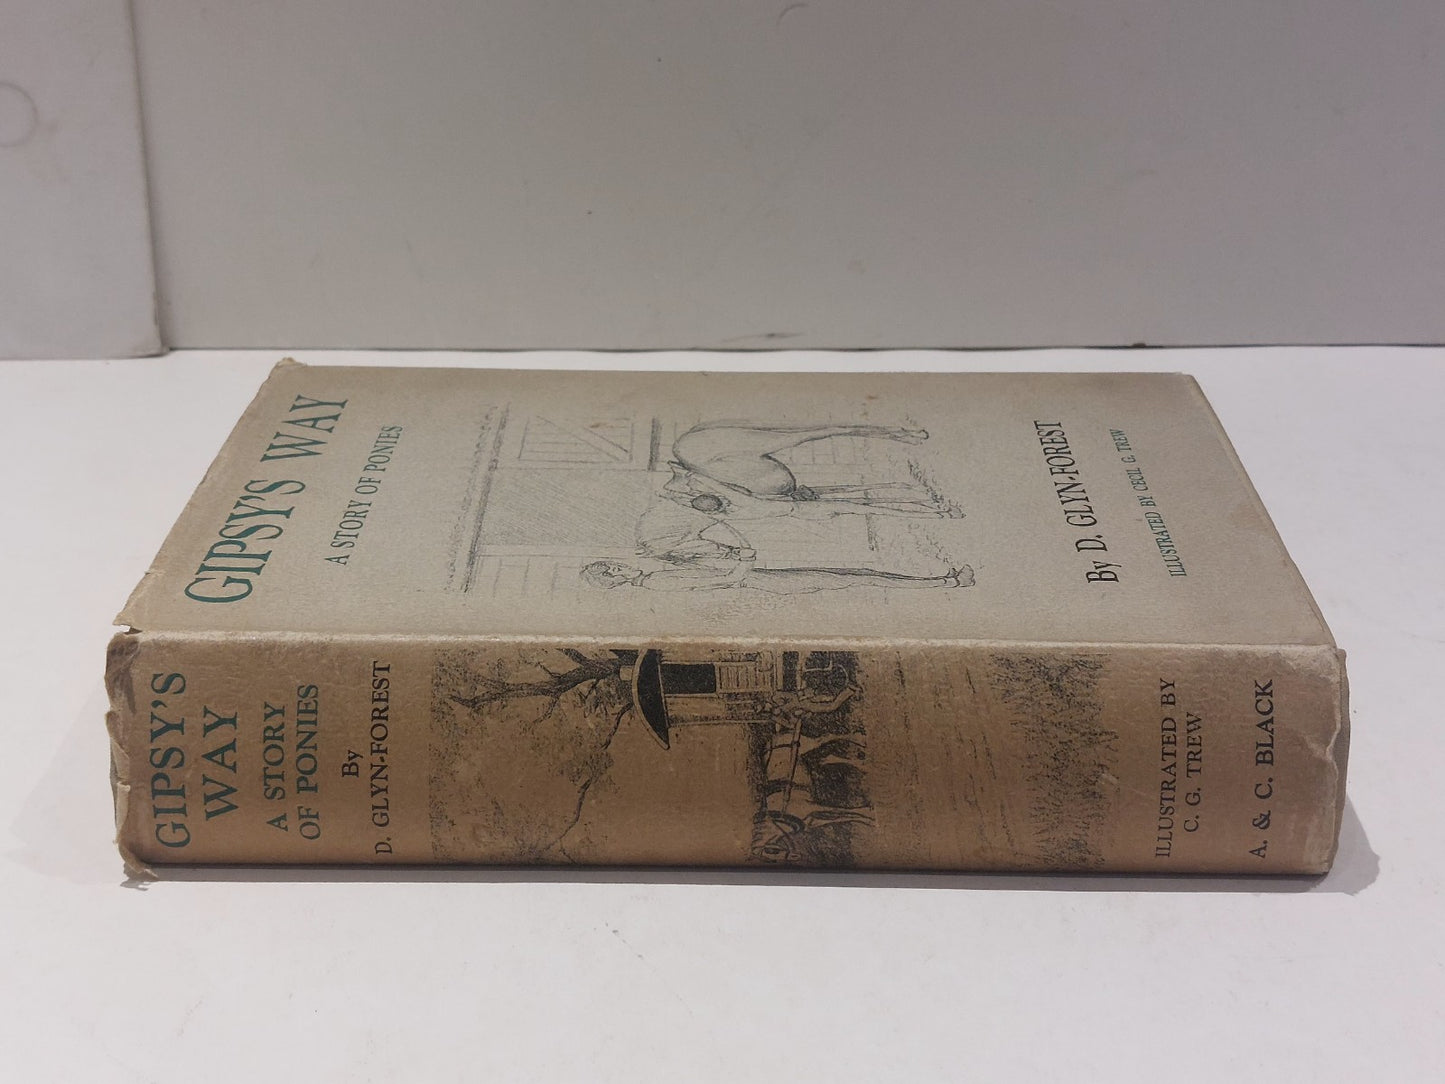 GIPSY'S WAY
A STORY OF PONIES
By D. GLYN-FOREST
ILLUSTRATED BY CECIL G. TREW
GIPSY'S
WAY
A STORY
OF PONIES
By
D. GLYN-FOREST
ILLUSTRATED BY
C. G. TREW
A. & C. BLACK